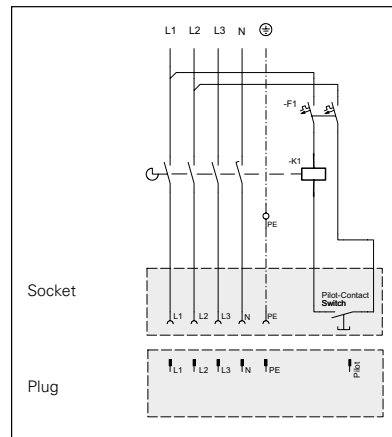 L1 L2 L3 N
-F1
-K1
PE
Socket
Pilot-Contact
Switch
L1 L2 L3 N PE
Plug
L1 L2 L3 N PE Pilot